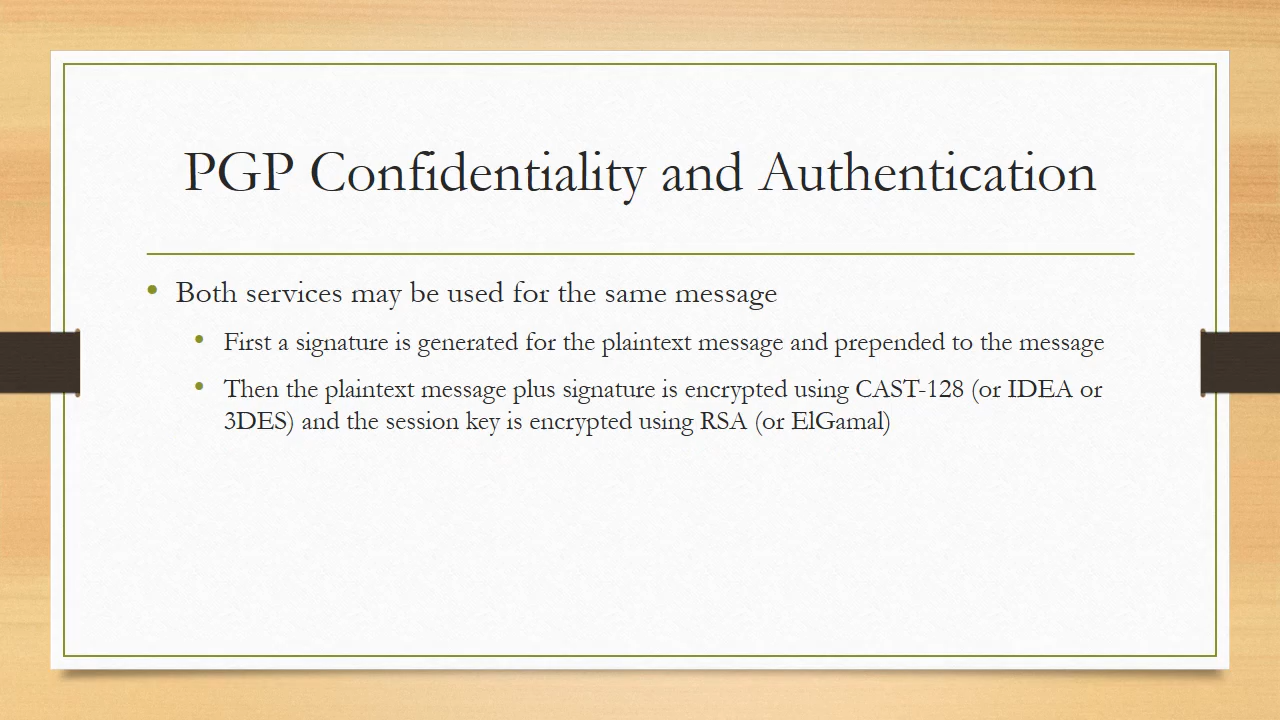 PGP Confidentiality and Authentication
• Both services may be used for the same message
• First a signature is generated for the plaintext message and prepended to the message
• Then the plaintext message plus signature is encrypted using CAST-128 (or IDEA or
3DES) and the session key is encrypted using RSA (or ElGamal)